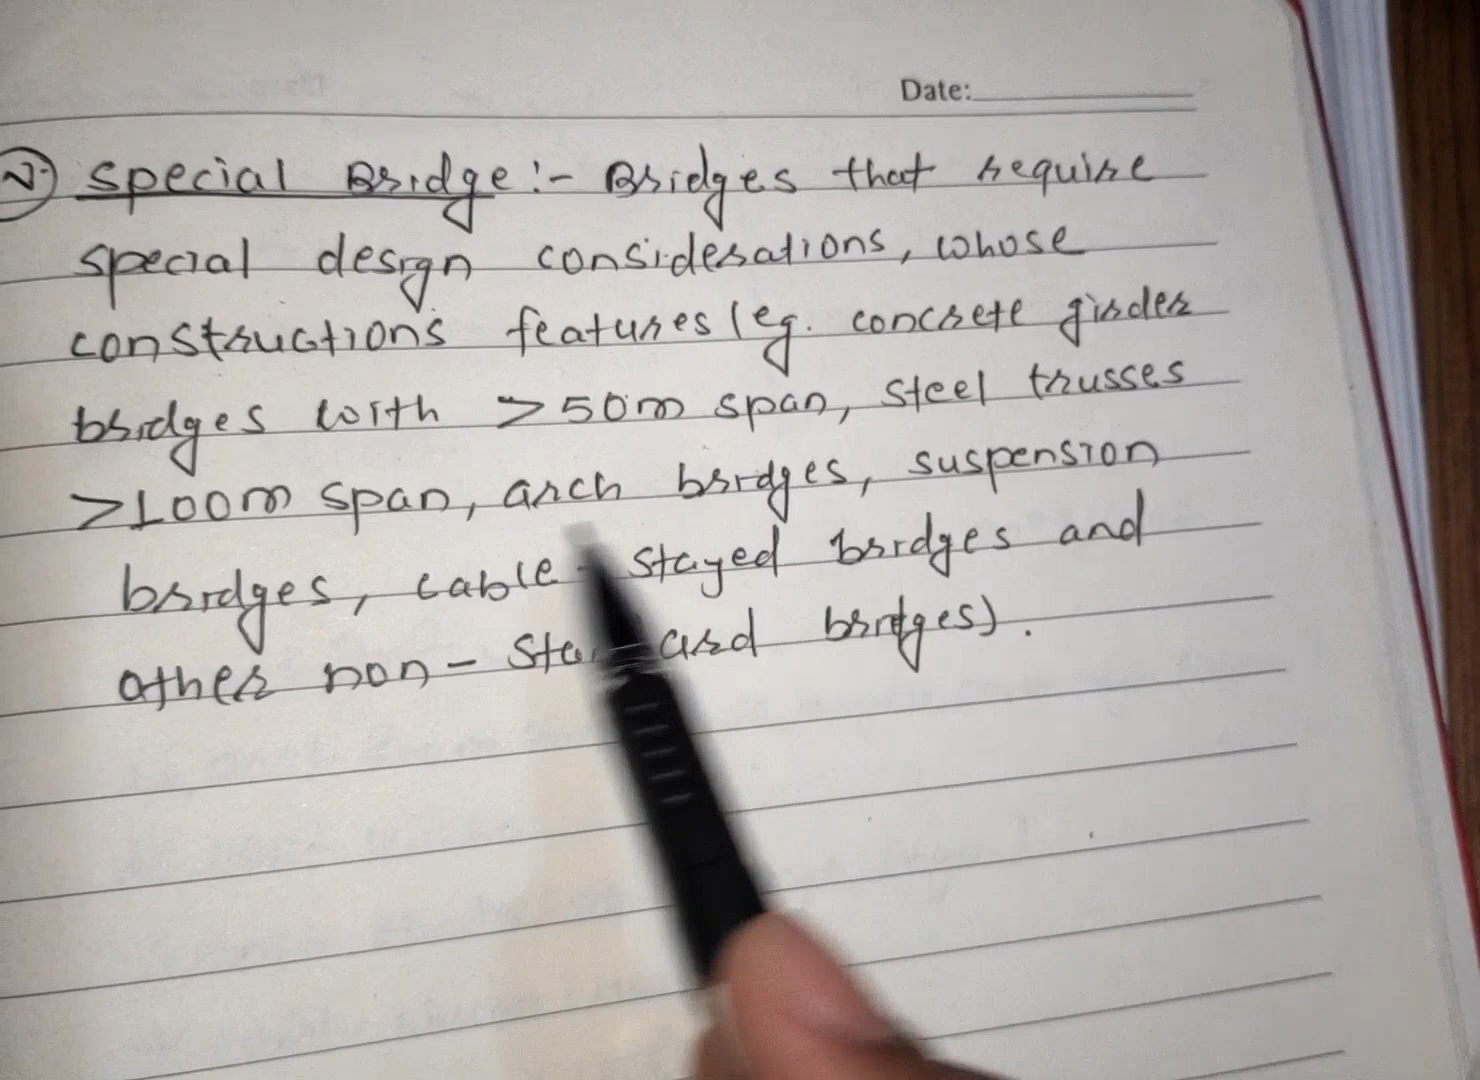 Date:
special Bridge :- Bridges that require
special design considerations, whose
constructions features (eg. concrete girder
bridges with >50m span, steel trusses
>100m span, arch bridges, suspension
bridges, cable-stayed bridges and
other non- bridges).